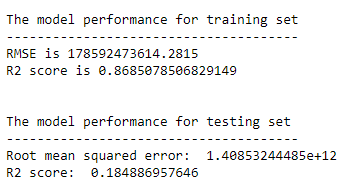 The model performance for training set
--------------------------------------
RMSE is 178592473614.2815
R2 score is 0.8685078506829149
The model performance for testing set
--------------------------------------
Root mean squared error:  1.40853244485e+12
R2 score:  0.184886957646